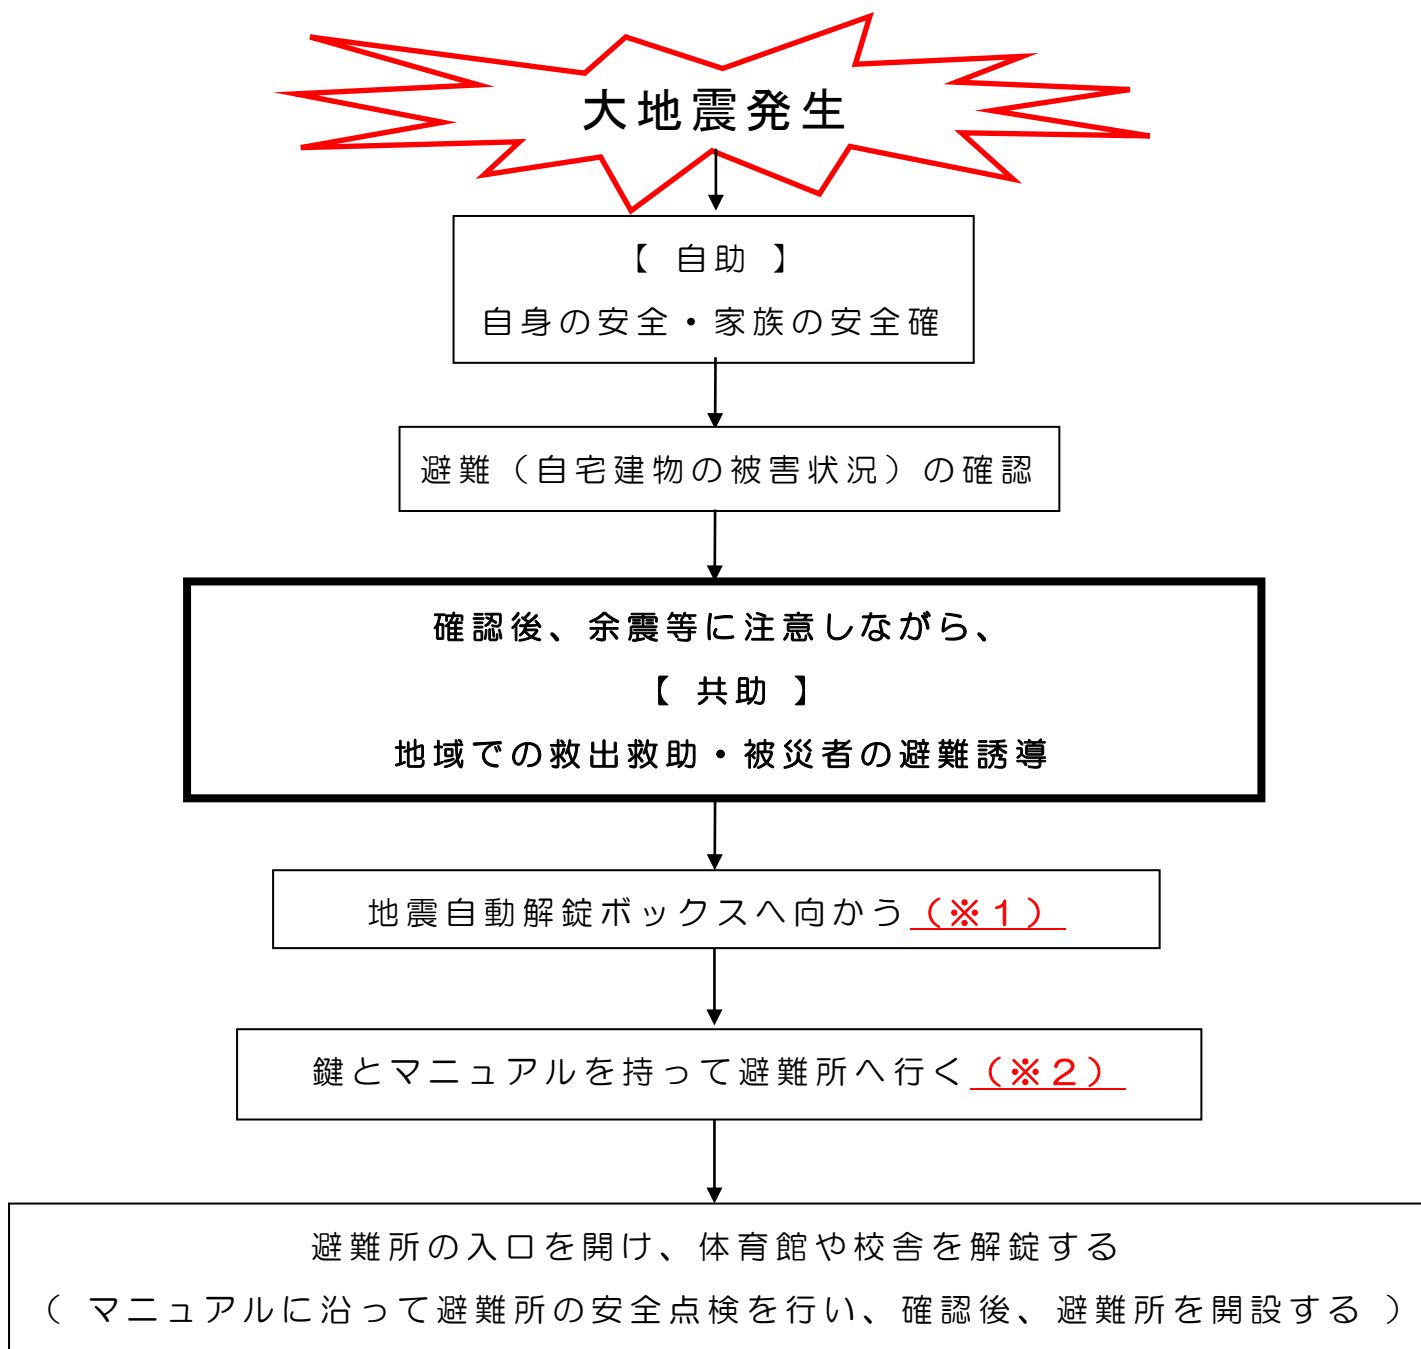 大地震発生
【 自助 】
自身の安全・家族の安全確
避難（自宅建物の被害状況）の確認
確認後、余震等に注意しながら、
【 共助 】
地域での救出救助・被災者の避難誘導
地震自動解錠ボックスへ向かう（※１）
鍵とマニュアルを持って避難所へ行く（※２）
避難所の入口を開け、体育館や校舎を解錠する
（ マニュアルに沿って避難所の安全点検を行い、確認後、避難所を開設する ）